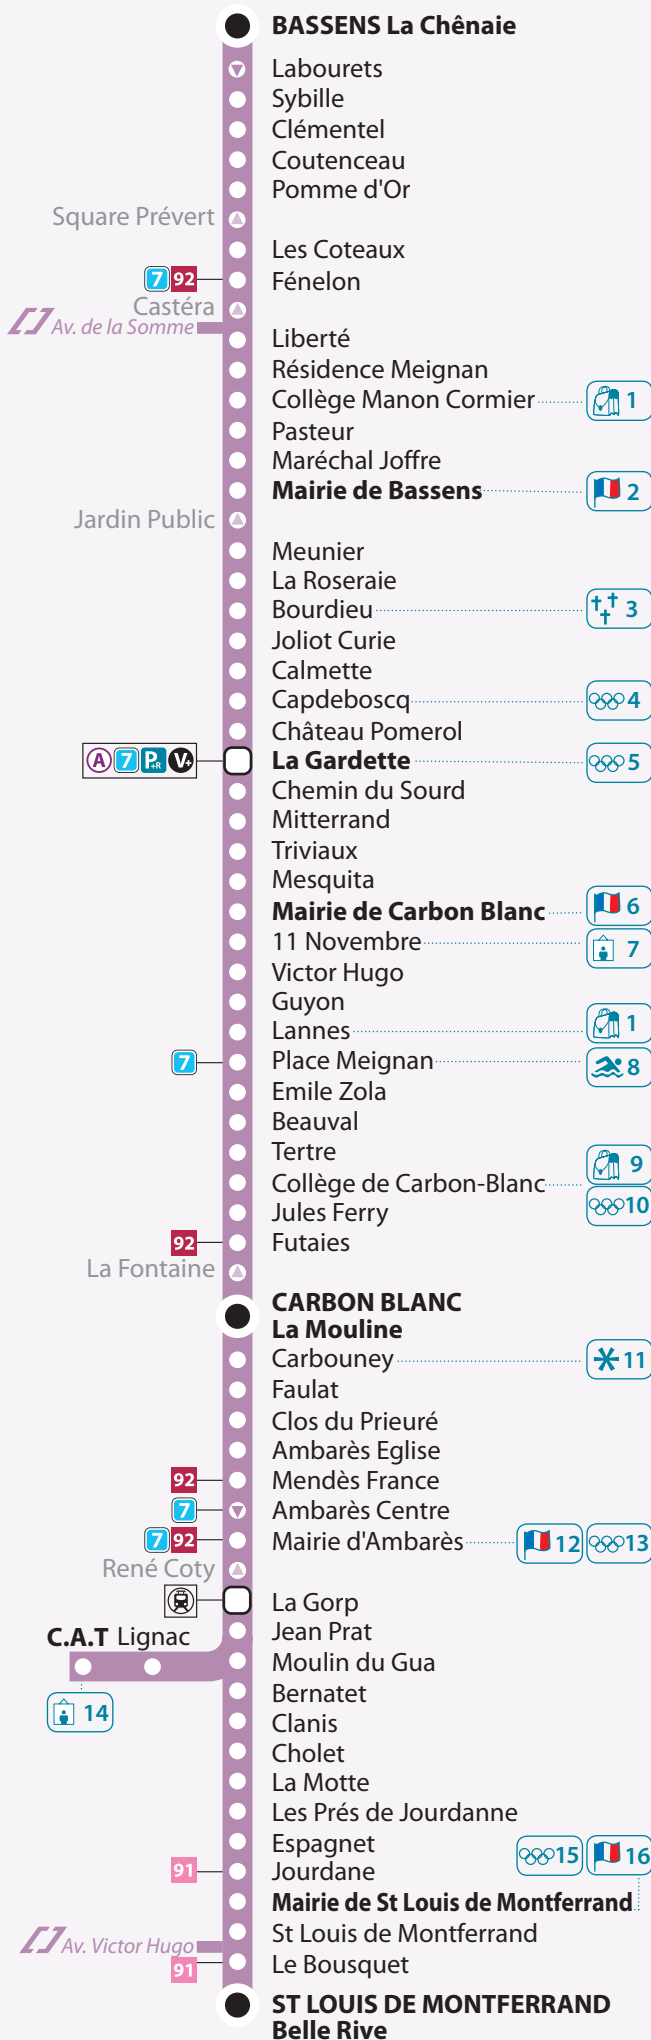 BASSENS La Chênaie
Labourets
Sybille
Clémentel
Coutenceau
Pomme d'Or
Square Prévert
Les Coteaux
7 92 Fénelon
Castéra
Av. de la Somme
Liberté
Résidence Meignan
Collège Manon Cormier 1
Pasteur
Maréchal Joffre
Mairie de Bassens 2
Jardin Public
Meunier
La Roseraie
Bourdieu 3
Joliot Curie
Calmette
Capdeboscq 4
Château Pomerol
A 7 P+R V+ La Gardette 5
Chemin du Sourd
Mitterrand
Triviaux
Mesquita
Mairie de Carbon Blanc 6
11 Novembre 7
Victor Hugo
Guyon
Lannes 1
7 Place Meignan 8
Emile Zola
Beauval
Tertre 9
Collège de Carbon-Blanc
Jules Ferry 10
92 Futaies
La Fontaine
CARBON BLANC
La Mouline
Carbouney 11
Faulat
Clos du Prieuré
Ambarès Eglise
92 Mendès France
7 Ambarès Centre
7 92 Mairie d'Ambarès 12 13
René Coty
La Gorp
C.A.T Lignac Jean Prat
Moulin du Gua
14 Bernatet
Clanis
Cholet
La Motte
Les Prés de Jourdanne
Espagnet 15 16
91 Jourdane
Mairie de St Louis de Montferrand
St Louis de Montferrand
Av. Victor Hugo
91 Le Bousquet
ST LOUIS DE MONTFERRAND
Belle Rive